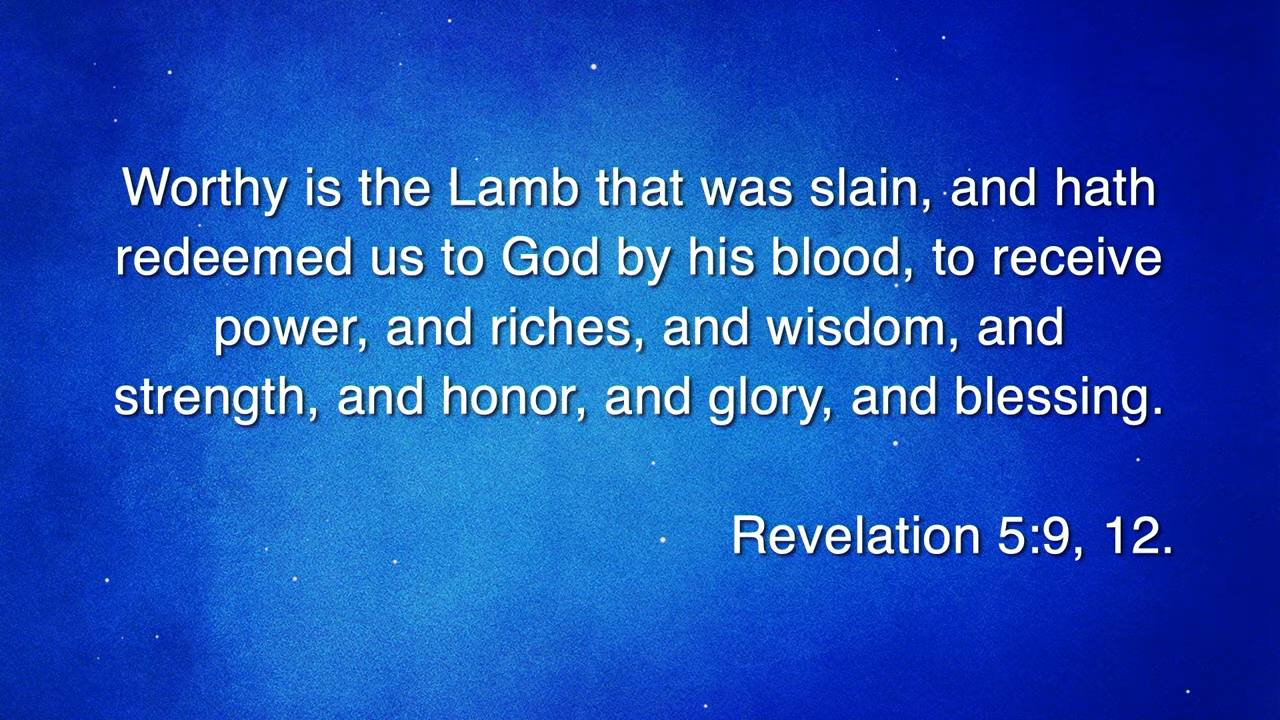 Worthy is the Lamb that was slain, and hath
redeemed us to God by his blood, to receive
power, and riches, and wisdom, and
strength, and honor, and glory, and blessing.
Revelation 5:9, 12.